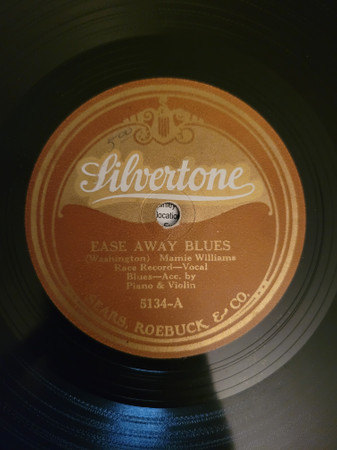 Silvertone
EASE AWAY BLUES
(Washington) Mamie Williams
Race Record—Vocal
Blues—Acc. by
Piano & Violin
5134-A
SEARS, ROEBUCK & CO.